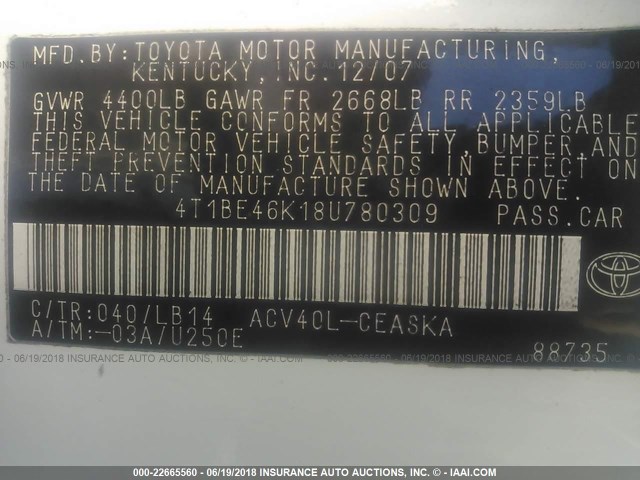 MFD. BY: TOYOTA MOTOR MANUFACTURING,
KENTUCKY, INC. 12/07
GVWR 4400LB GAWR FR 2668LB RR 2359LB
THIS VEHICLE CONFORMS TO ALL APPLICABLE
FEDERAL MOTOR VEHICLE SAFETY, BUMPER, AND
THEFT PREVENTION STANDARDS IN EFFECT ON
THE DATE OF MANUFACTURE SHOWN ABOVE.
4T1BE46K18U780309 PASS.CAR
C/TR: 040/LB14 ACV40L-CEASKA
A/TM:-03A/U250E
88735
000-22665560 - 06/19/2018 INSURANCE AUTO AUCTIONS, INC. - © - IAAI.COM